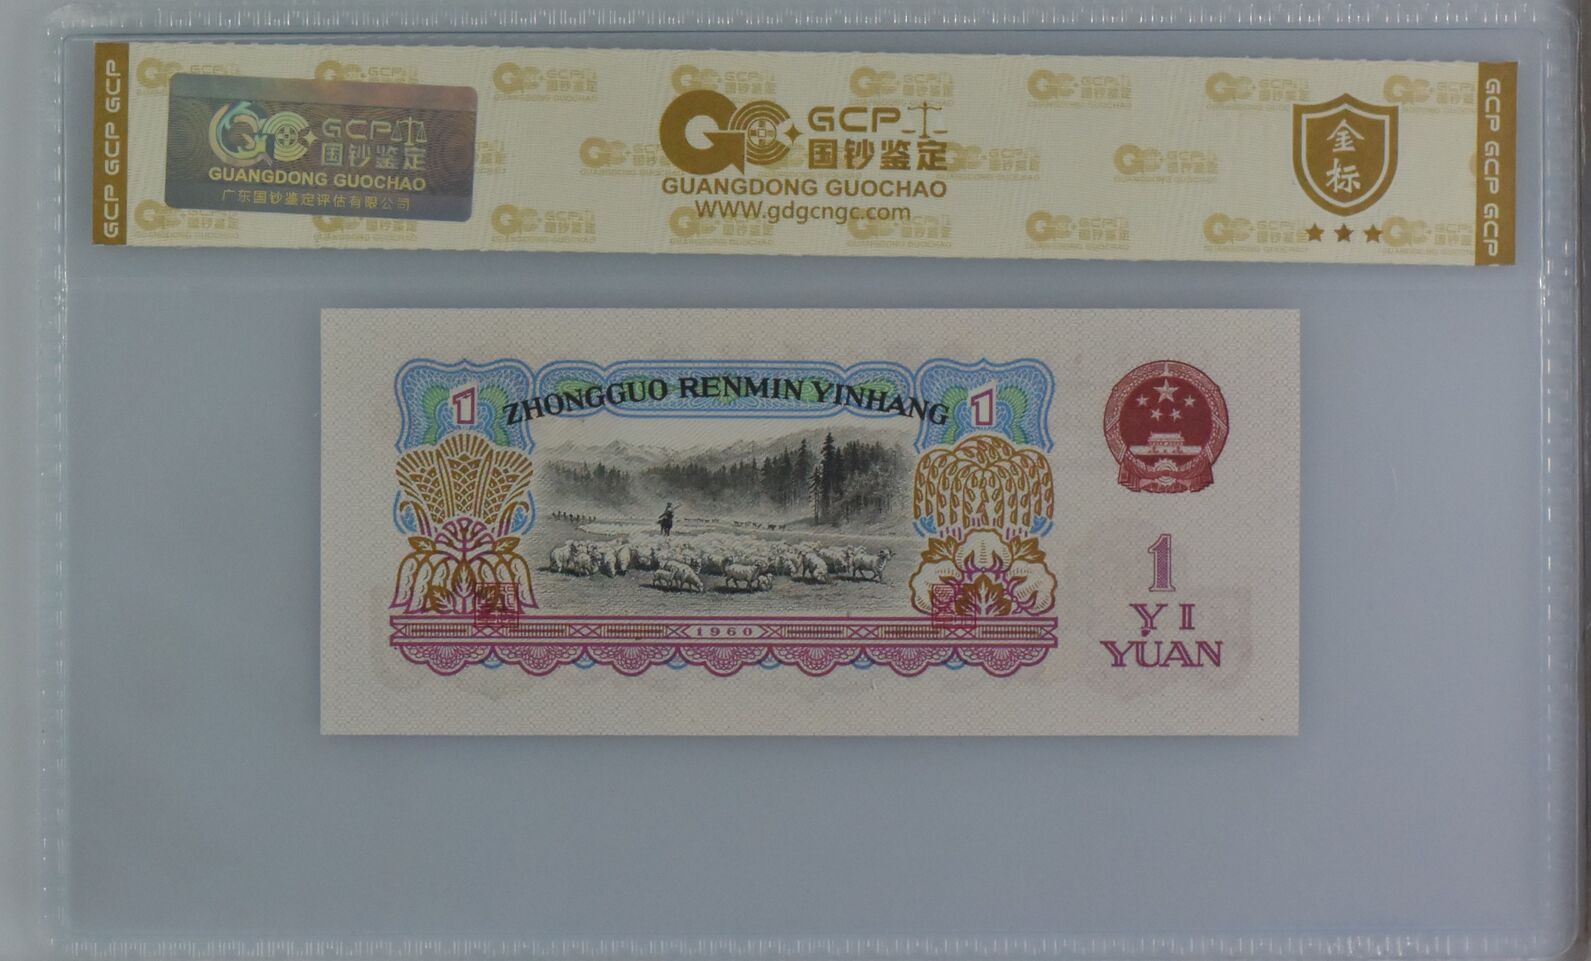 GCP GCP GCP
GCP
国钞鉴定
GUANGDONG GUOCHAO
广东国钞鉴定评估有限公司
GCP
国钞鉴定
GUANGDONG GUOCHAO
www.gdgcngc.com
金
标
GCP GCP GCP
1 ZHONGGUO RENMIN YINHANG 1
1960
1
YI
YUAN